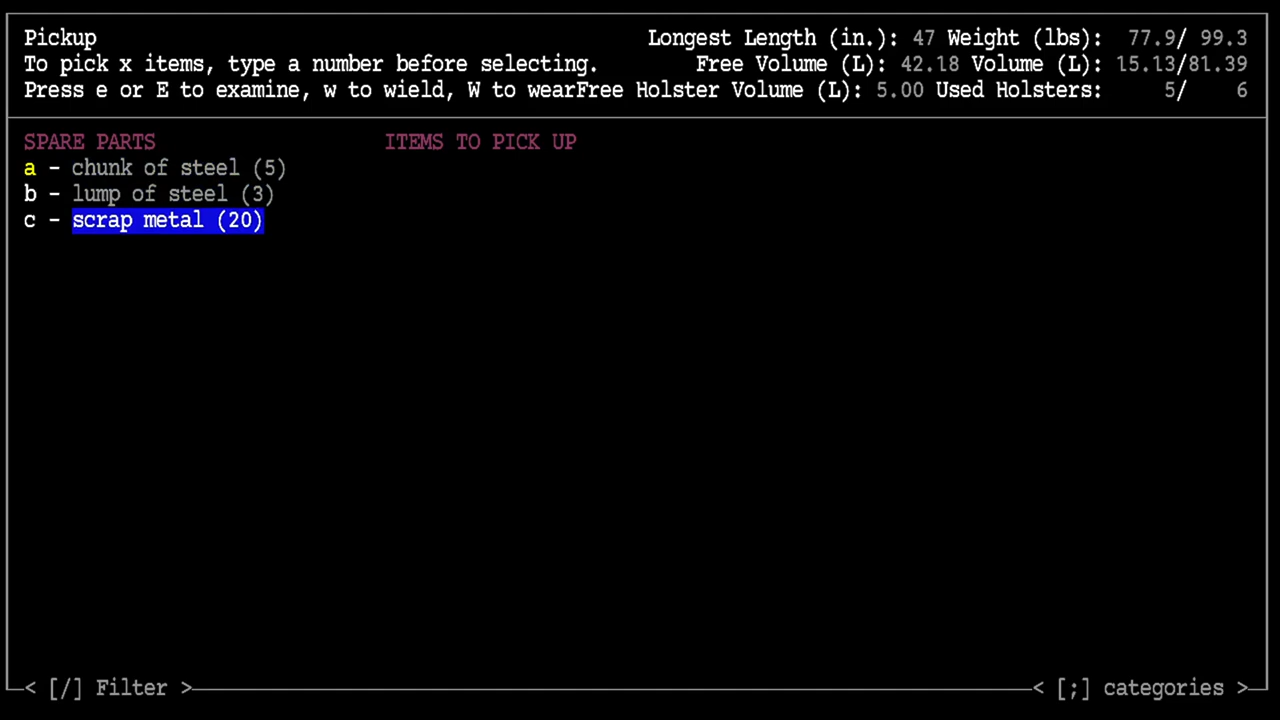 Pickup Longest Length (in.): 47 Weight (lbs): 77.9/ 99.3
To pick x items, type a number before selecting. Free Volume (L): 42.18 Volume (L): 15.13/81.39
Press e or E to examine, w to wield, W to wearFree Holster Volume (L): 5.00 Used Holsters: 5/ 6
SPARE PARTS ITEMS TO PICK UP
a - chunk of steel (5)
b - lump of steel (3)
c - scrap metal (20)
< [/] Filter > < [;] categories >